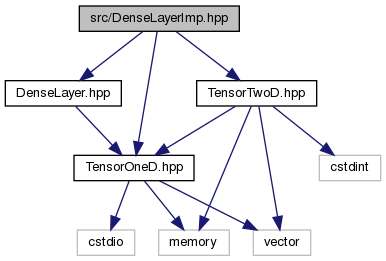 src/DenseLayerImp.hpp
DenseLayer.hpp
TensorTwoD.hpp
TensorOneD.hpp
cstdint
cstdio
memory
vector